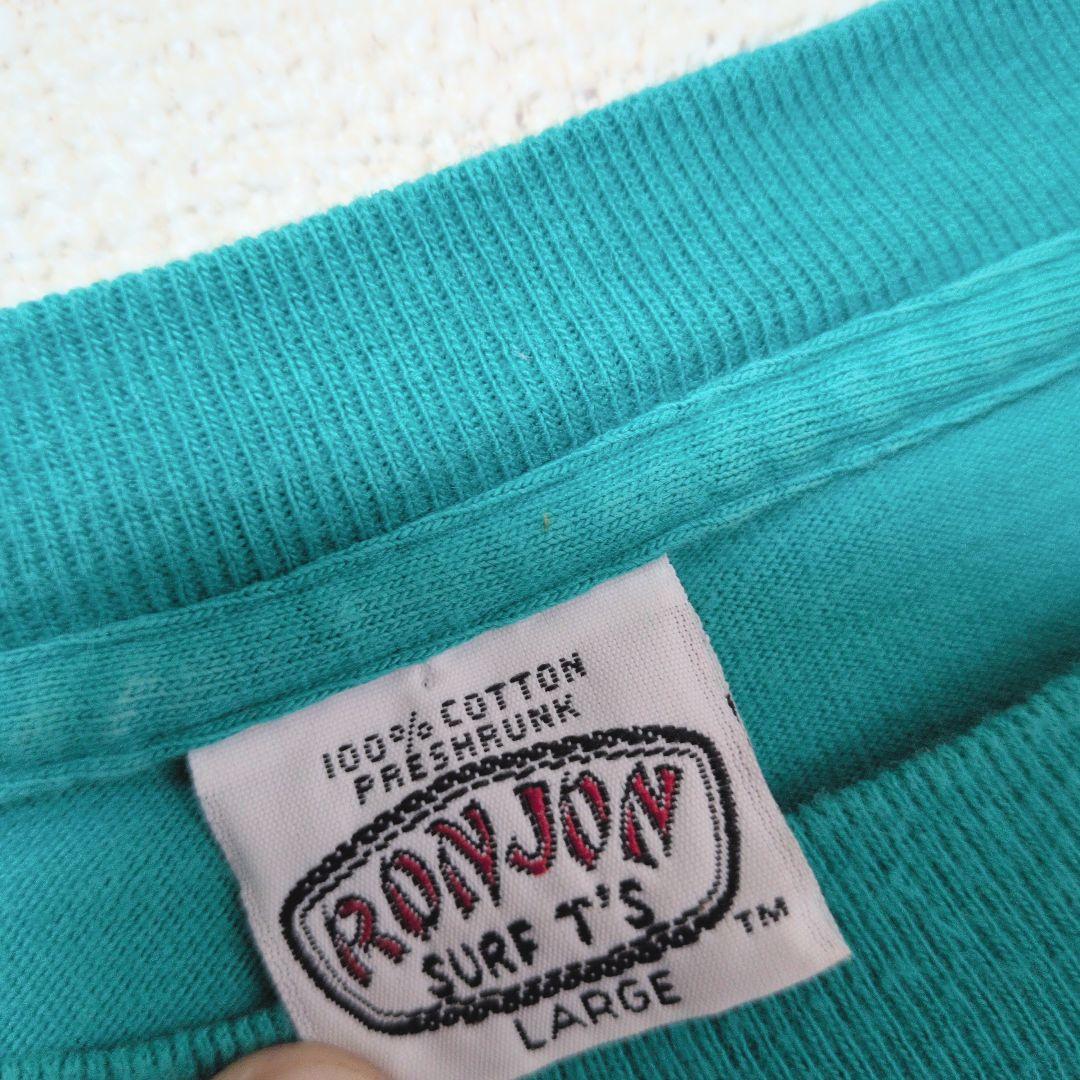 100% COTTON
PRESHRUNK
RONJON
SURF T'S
TM
LARGE